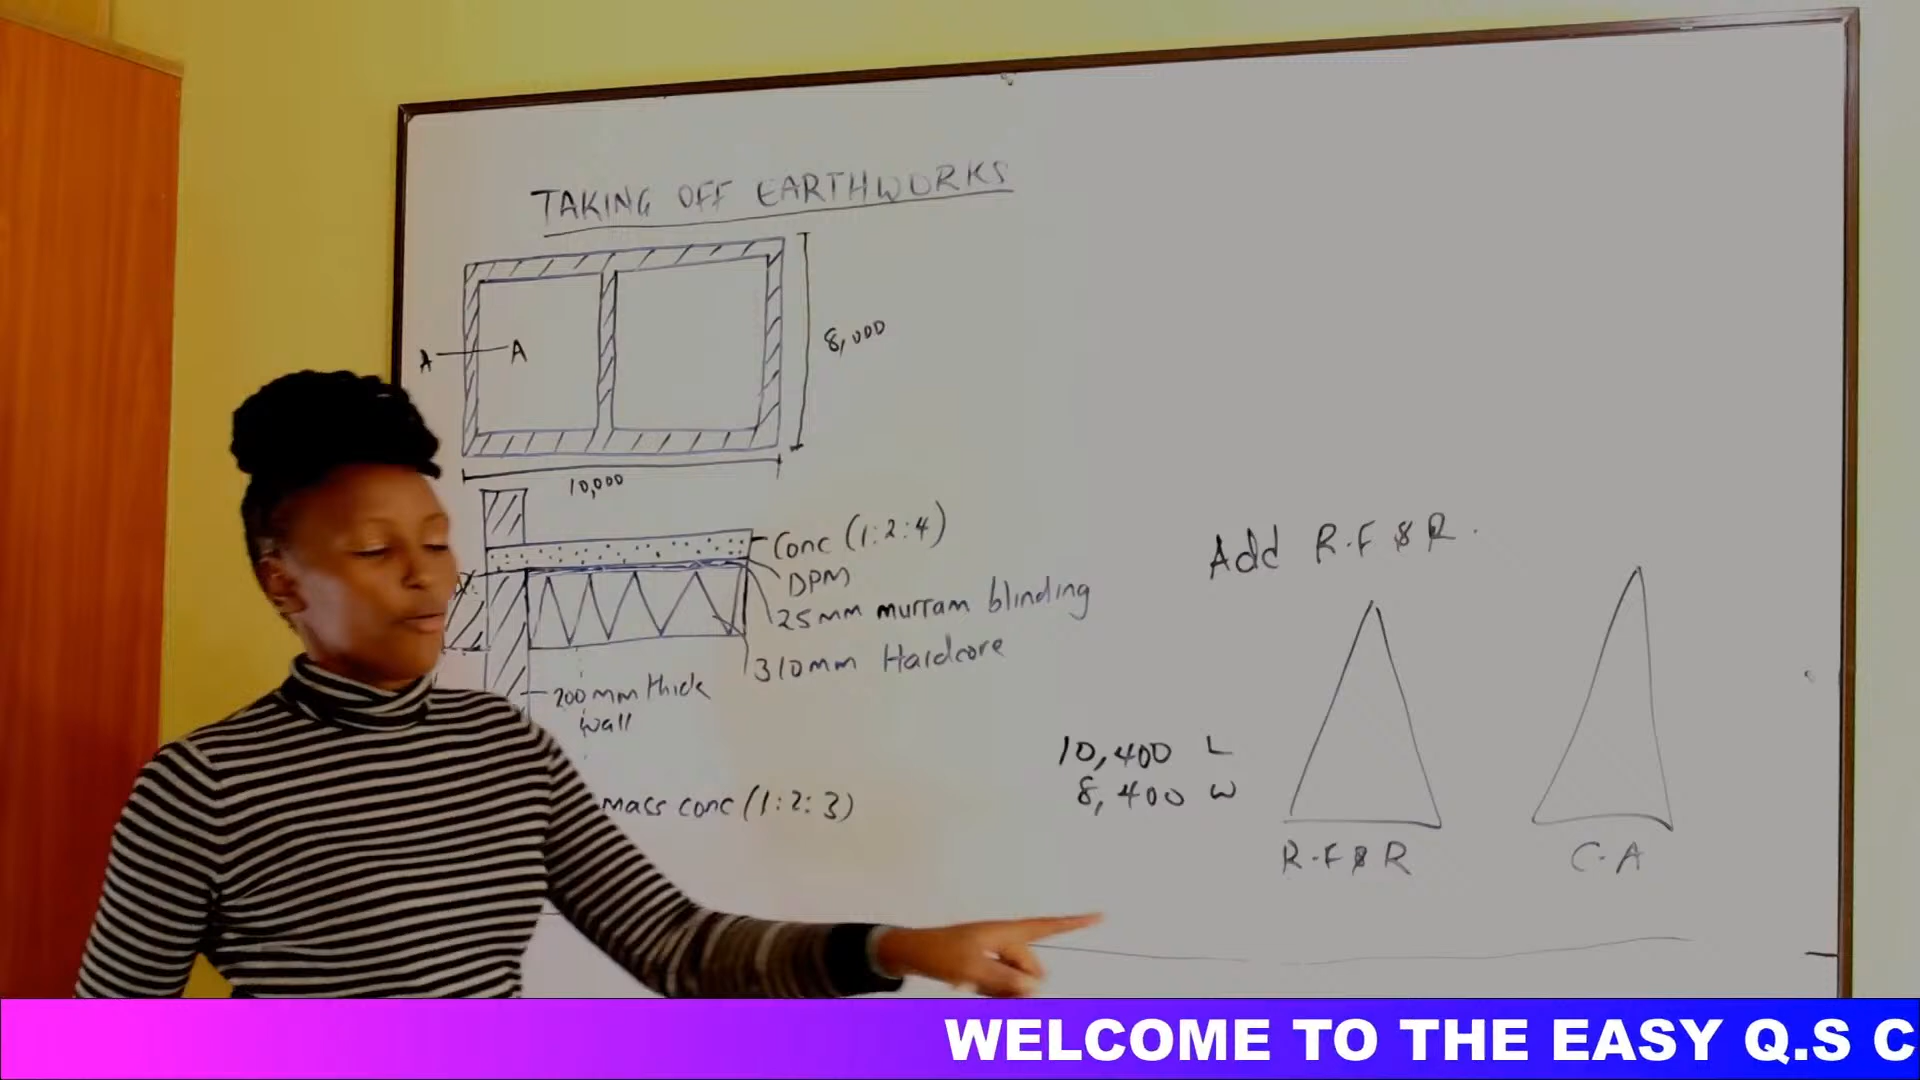 TAKING OFF EARTHWORKS
8,000
A A
10,000
Conc (1:2:4)
DPM
25mm murram blinding
310mm Hardcore
200mm thick
wall
mass conc (1:2:3)
Add R.F & R.
10,400 L
8,400 W
R.F & R
C.A
WELCOME TO THE EASY Q.S C